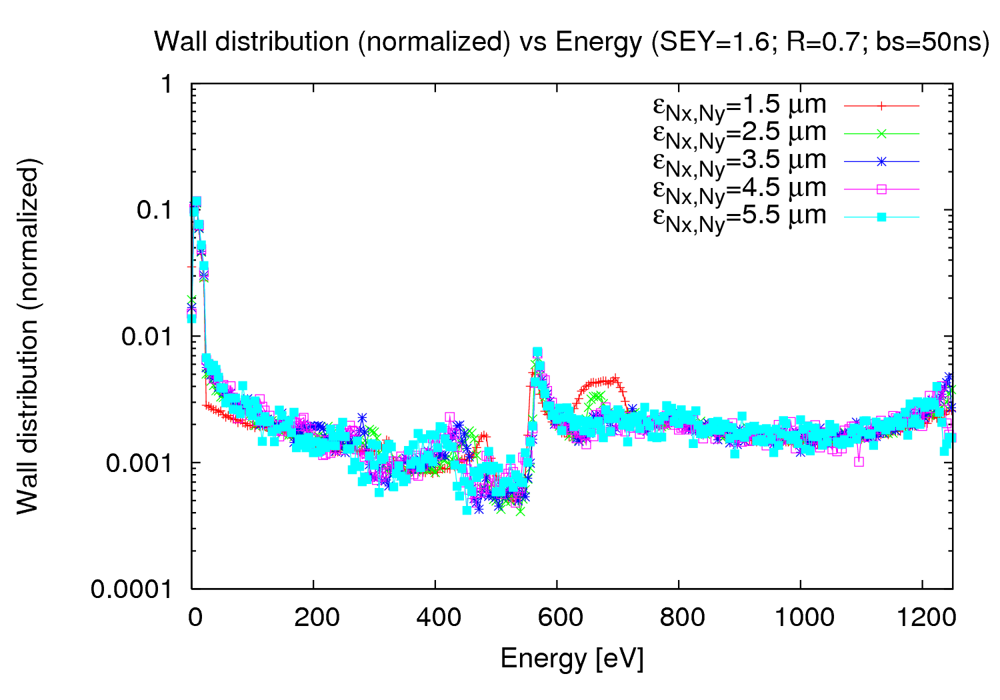 Wall distribution (normalized) vs Energy (SEY=1.6; R=0.7; bs=50ns)
1
0.1
0.01
0.001
0.0001
Wall distribution (normalized)
εNx,Ny=1.5 μm
εNx,Ny=2.5 μm
εNx,Ny=3.5 μm
εNx,Ny=4.5 μm
εNx,Ny=5.5 μm
0 200 400 600 800 1000 1200
Energy [eV]